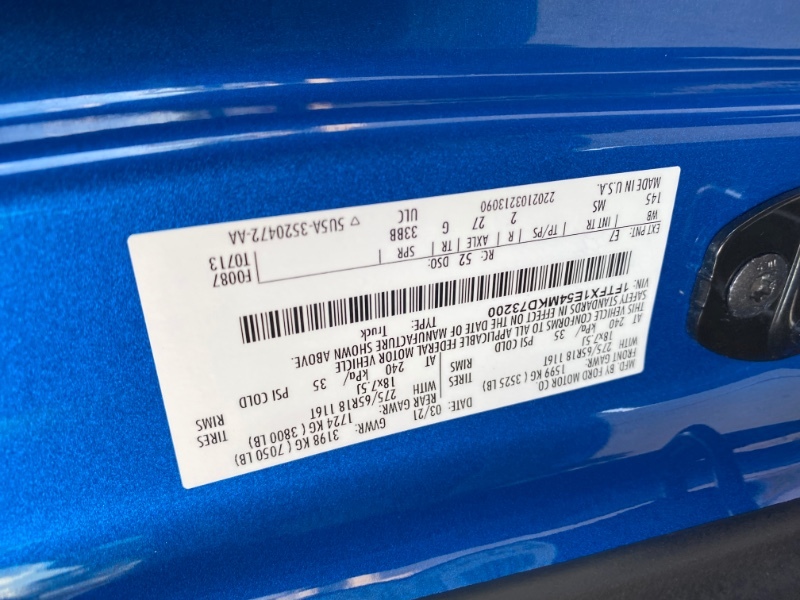 MFD. BY FORD MOTOR CO
DATE: 03/21 GVWR: 3198 KG ( 7050 LB)
FRONT GAWR: 1599 KG ( 3525 LB) REAR GAWR: 1724 KG ( 3800 LB)
WITH 275/65R18 116T TIRES WITH 275/65R18 116T TIRES
18x7.5J RIMS 18x7.5J RIMS
AT 240 kPa/ 35 PSI COLD AT 240 kPa/ 35 PSI COLD
THIS VEHICLE CONFORMS TO ALL APPLICABLE FEDERAL MOTOR VEHICLE
SAFETY STANDARDS IN EFFECT ON THE DATE OF MANUFACTURE SHOWN ABOVE.
VIN: 1FTFX1E54MKD73200 TYPE: Truck
F0087
T0713
EXT PNT: E7 RC: 52 DSO:
WB INT TR TP/PS R AXLE TR SPR
145 MS 2 27 G 33BB
ULC
MADE IN U.S.A. 2202103213090 5USA-3520472-AA